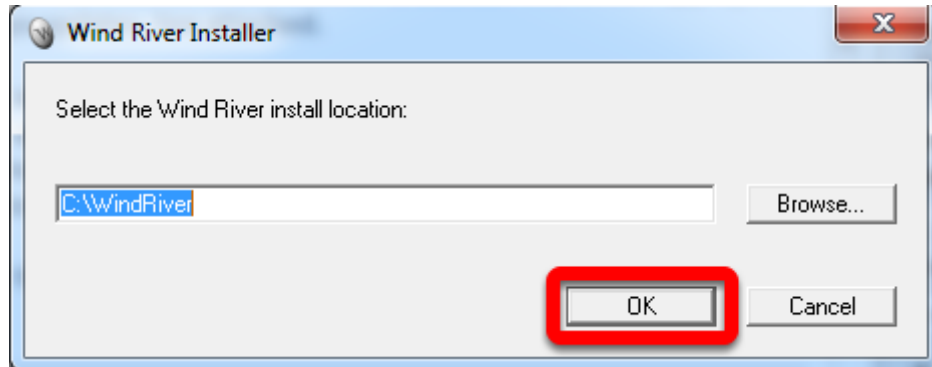 Wind River Installer
Select the Wind River install location:
C:\WindRiver
Browse...
OK
Cancel